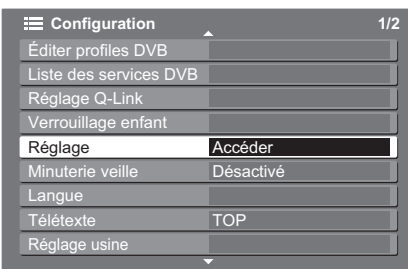 Configuration 1/2
Éditer profiles DVB
Liste des services DVB
Réglage Q-Link
Verrouillage enfant
Réglage Accéder
Minuterie veille Désactivé
Langue
Télétexte TOP
Réglage usine